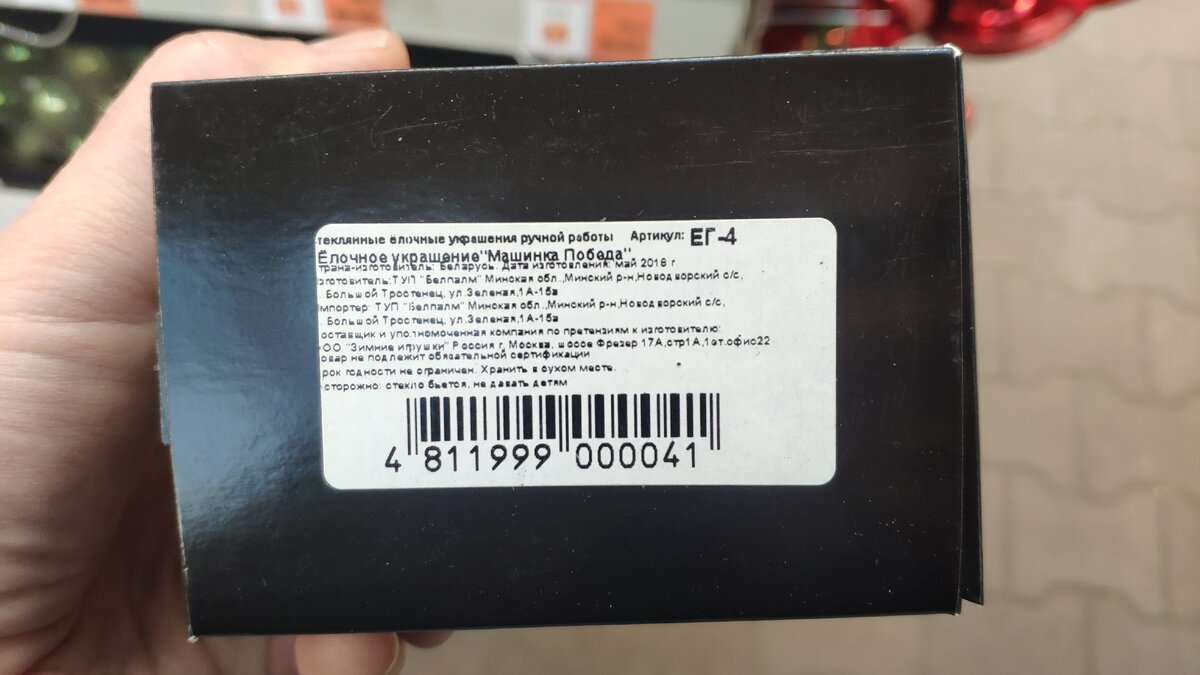 теклянные ёлочные украшения ручной работы Артикул: ЕГ-4
Ёлочное украшение"Машинка Победа"
трана-изготовитель: Беларусь. Дата изготовления: май 2018 г
зготовитель:ТУП "Белпалм" Минская обл.,Минский р-н,Новодворский с/с,
. Большой Тростенец, ул.Зеленая,1А-1ба
мпортер: ТУП "Белпалм" Минская обл.,Минский р-н,Новодворский с/с,
. Большой Тростенец, ул.Зеленая,1А-1ба
оставщик и уполномоченная компания по претензиям к изготовителю:
ОО "Зимние игрушки" Россия г. Москва, шоссе Фрезер 17А,стр1А,1эт.офис22
овар не подлежит обязательной сертификации
рок годности не ограничен. Хранить в сухом месте.
сторожно: стекло бьется, не давать детям
4 811999 000041